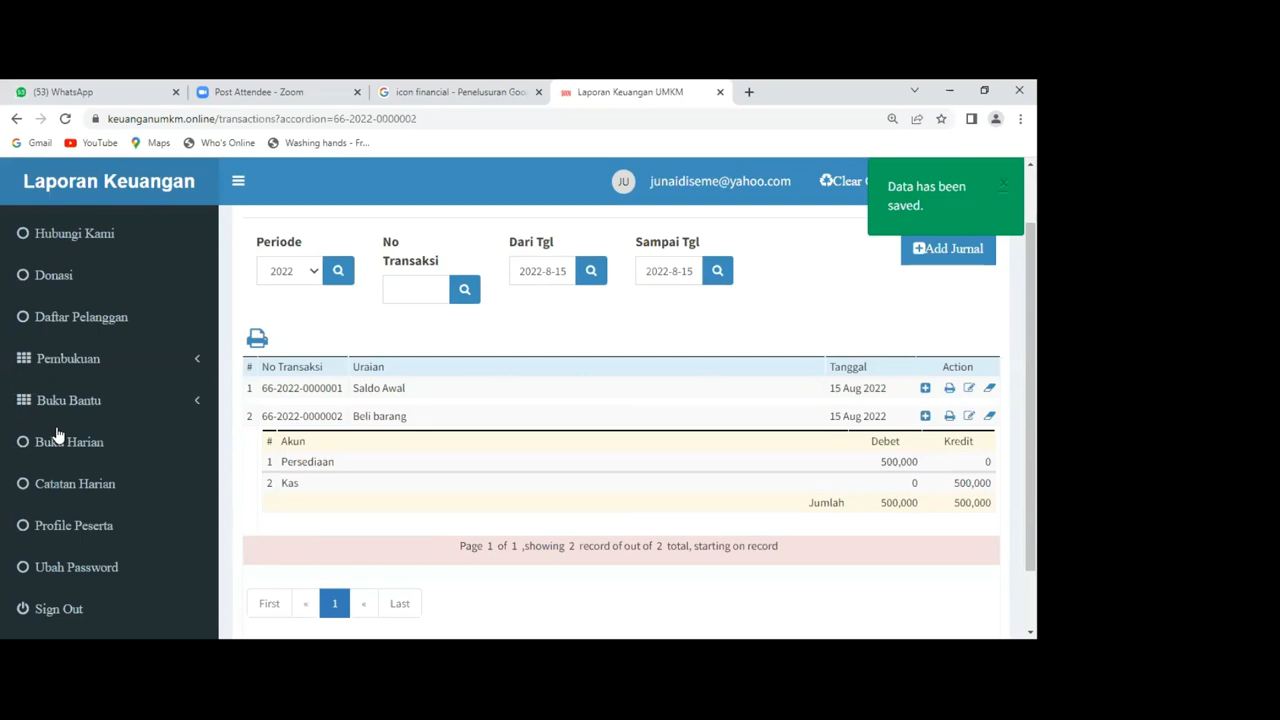 (53) WhatsApp
Post Attendee - Zoom
icon financial - Penelusuran Goo
Laporan Keuangan UMKM
keuanganumkm.online/transactions?accordion=66-2022-0000002
Gmail
YouTube
Maps
Who's Online
Washing hands - Fr...
Laporan Keuangan
JU
junaidiseme@yahoo.com
Clear
Data has been
saved.
Hubungi Kami
Donasi
Daftar Pelanggan
Pembukuan
Buku Bantu
Buku Harian
Catatan Harian
Profile Peserta
Ubah Password
Sign Out
Periode
No
Transaksi
Dari Tgl
Sampai Tgl
Add Jurnal
2022
2022-8-15
2022-8-15
# No Transaksi Uraian Tanggal Action
1 66-2022-0000001 Saldo Awal 15 Aug 2022
2 66-2022-0000002 Beli barang 15 Aug 2022
# Akun Debet Kredit
1 Persediaan 500,000 0
2 Kas 0 500,000
Jumlah 500,000 500,000
Page 1 of 1 ,showing 2 record of out of 2 total, starting on record
First « 1 « Last